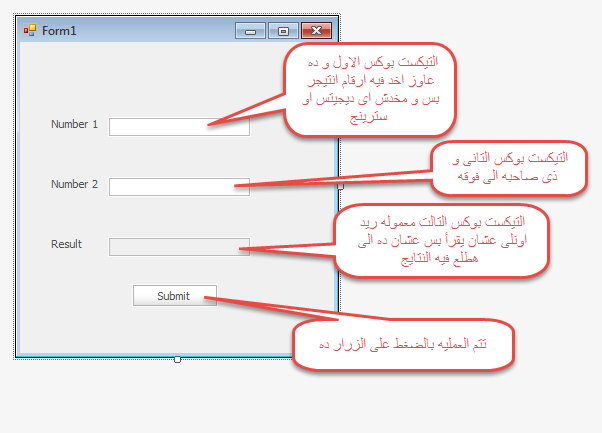 Form1
التيكست بوكس الاول و ده
عاوز اخد فيه ارقام انتيجر
بس و مخدش اى ديجيتس او
سترينج
Number 1
التيكست بوكس التانى و
ذى صاحبه الى فوقه
Number 2
التيكست بوكس التالت معموله ريد
اونلى عشان يقرأ بس عشان ده الى
هطلع فيه النتايج
Result
Submit
تتم العمليه بالضغط على الزرار ده